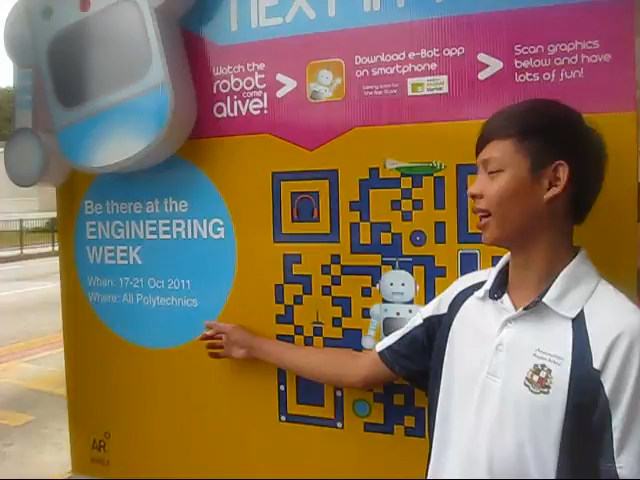 NEXT
Watch the
robot
come
alive!
>
Download e-Bot app
on smartphone
>
Scan graphics
below and have
lots of fun!
Be there at the
ENGINEERING
WEEK
When: 17-21 Oct 2011
Where: All Polytechnics
AR